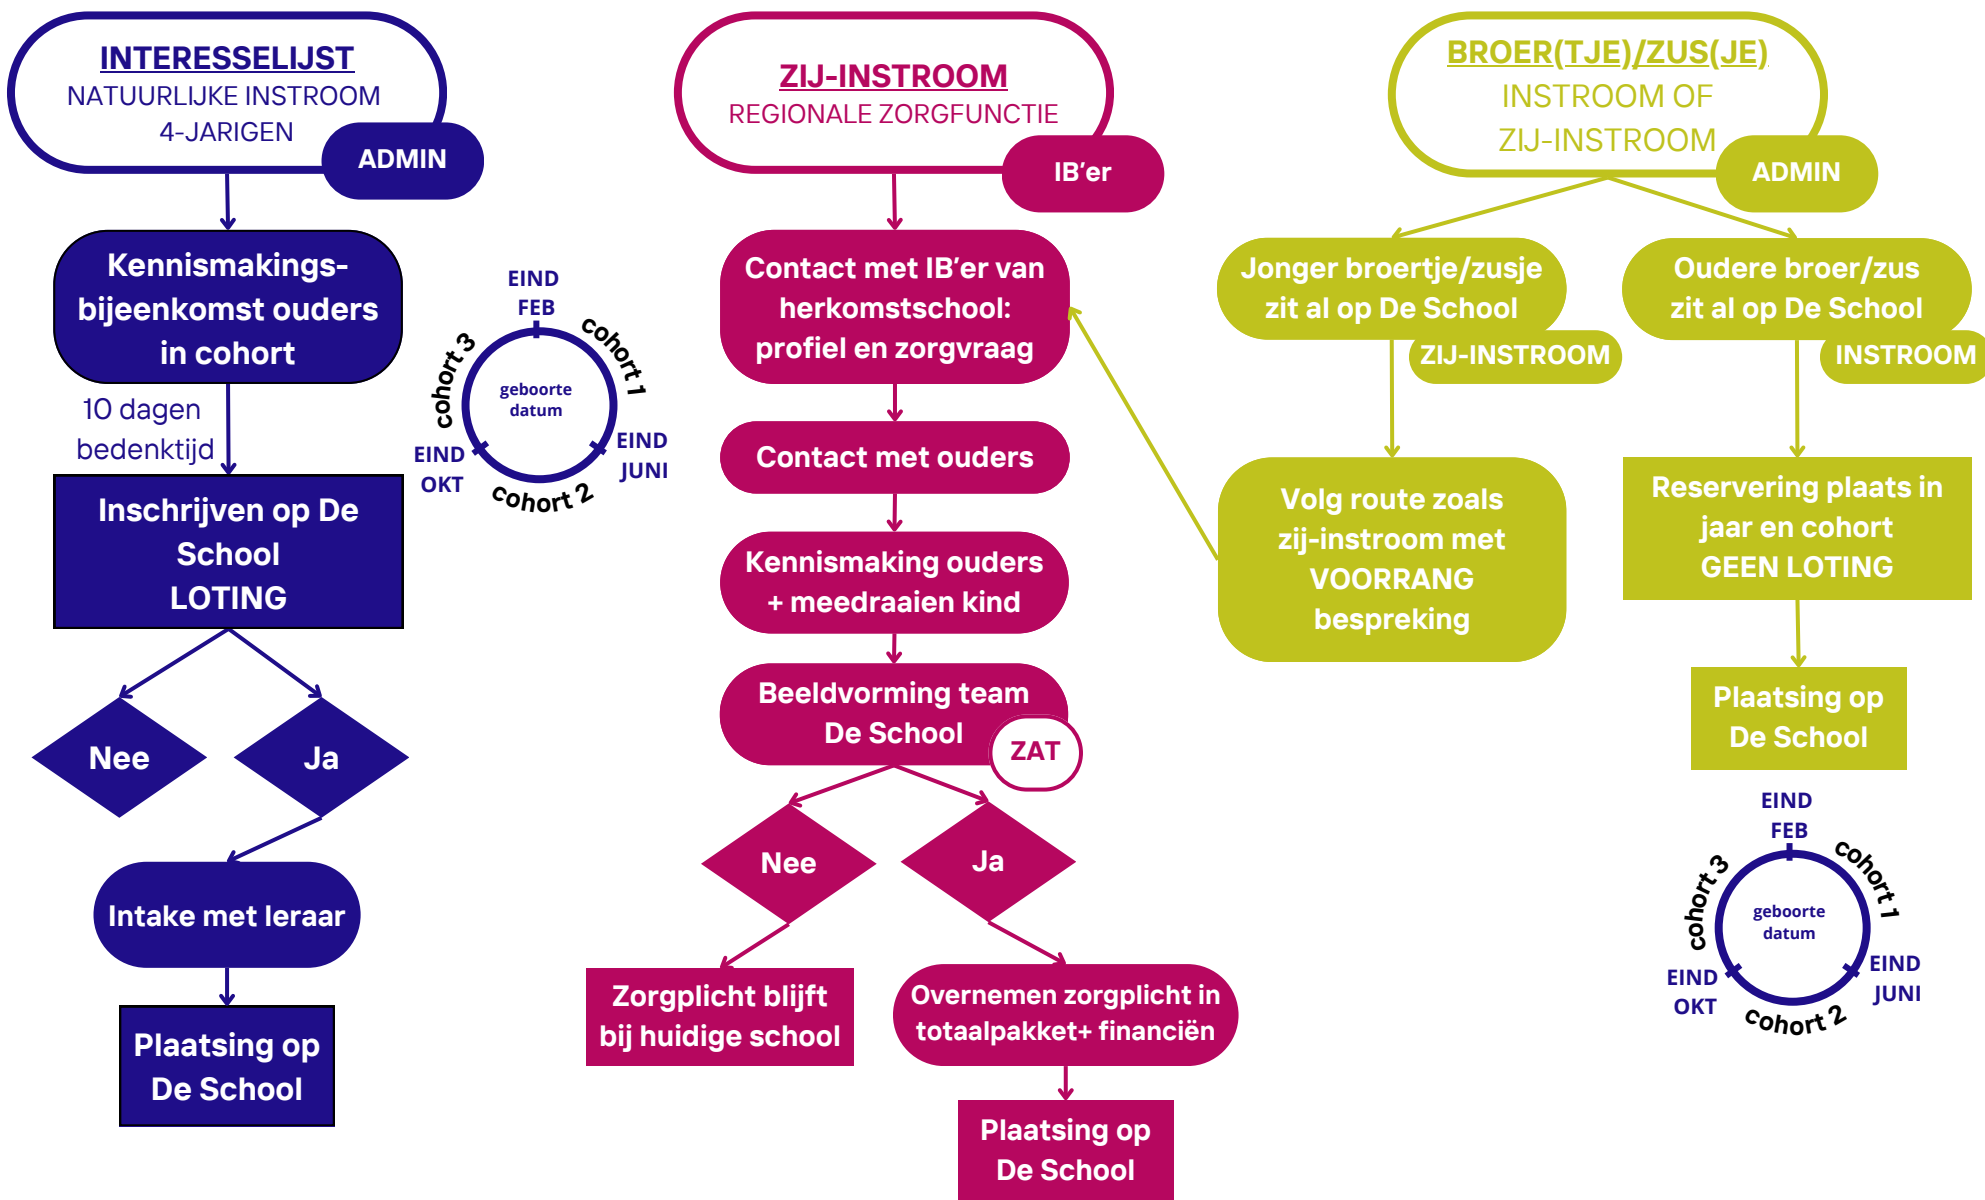 INTERESSELIJST
NATUURLIJKE INSTROOM
4-JARIGEN
ADMIN
Kennismakings-
bijeenkomst ouders
in cohort
10 dagen
bedenktijd
Inschrijven op De
School
LOTING
Nee
Ja
Intake met leraar
Plaatsing op
De School
EIND
FEB
cohort 1
EIND
JUNI
cohort 2
EIND
OKT
cohort 3
geboorte
datum
ZIJ-INSTROOM
REGIONALE ZORGFUNCTIE
IB'er
Contact met IB'er van
herkomstschool:
profiel en zorgvraag
Contact met ouders
Kennismaking ouders
+ meedraaien kind
Beeldvorming team
De School
ZAT
Nee
Ja
Zorgplicht blijft
bij huidige school
Overnemen zorgplicht in
totaalpakket+ financiën
Plaatsing op
De School
BROER(TJE)/ZUS(JE)
INSTROOM OF
ZIJ-INSTROOM
ADMIN
Jonger broertje/zusje
zit al op De School
ZIJ-INSTROOM
Volg route zoals
zij-instroom met
VOORRANG
bespreking
Oudere broer/zus
zit al op De School
INSTROOM
Reservering plaats in
jaar en cohort
GEEN LOTING
Plaatsing op
De School
EIND
FEB
cohort 1
EIND
JUNI
cohort 2
EIND
OKT
cohort 3
geboorte
datum